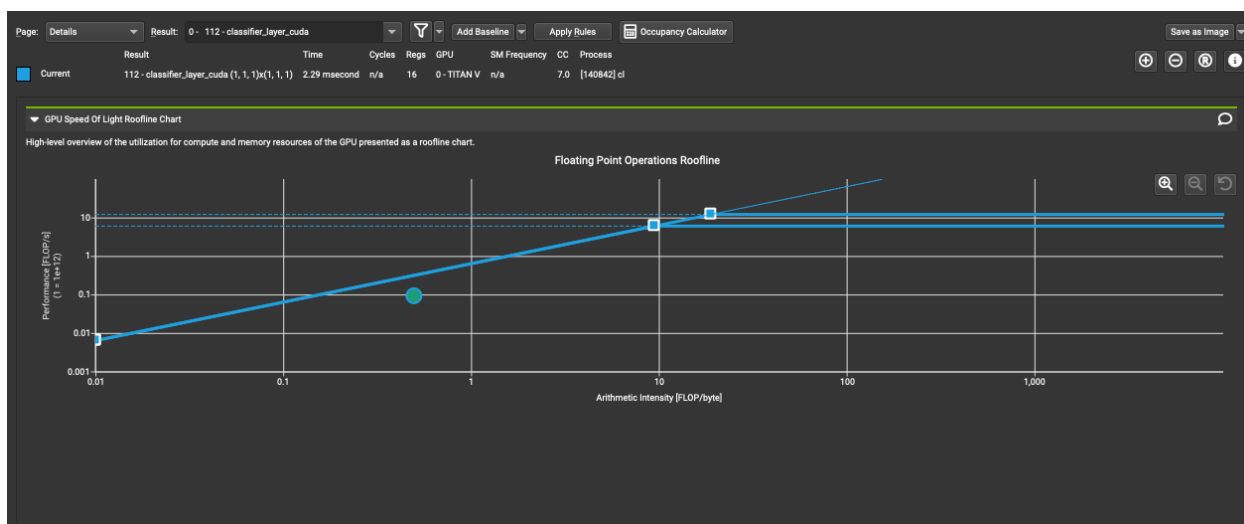 Page: Details Result: 0 - 112 - classifier_layer_cuda Add Baseline Apply Rules Occupancy Calculator Save as Image
Result Time Cycles Regs GPU SM Frequency CC Process
Current 112 - classifier_layer_cuda (1, 1, 1)x(1, 1, 1) 2.29 msecond n/a 16 0 - TITAN V n/a 7.0 [140842] cl
GPU Speed Of Light Roofline Chart
High-level overview of the utilization for compute and memory resources of the GPU presented as a roofline chart.
Floating Point Operations Roofline
Performance [FLOP/s]
(1 = 1e+12)
10
1
0.1
0.01
0.001
0.01 0.1 1 10 100 1,000
Arithmetic Intensity [FLOP/byte]